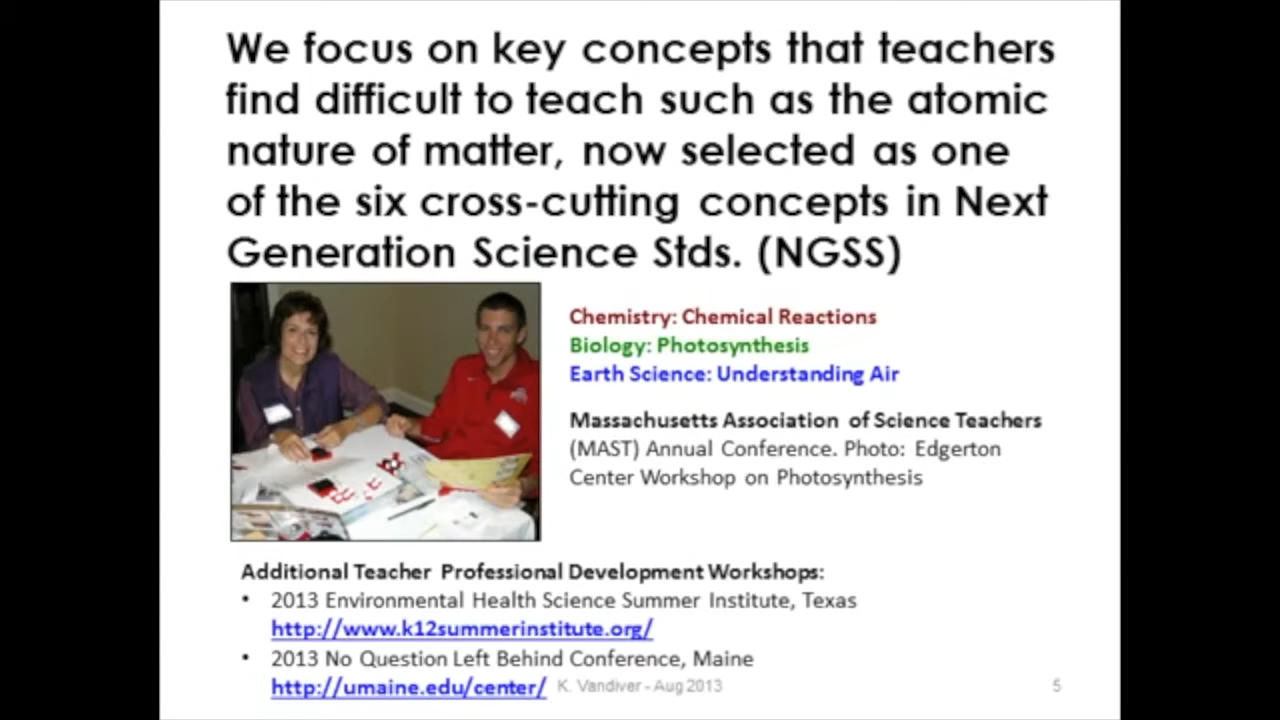 We focus on key concepts that teachers
find difficult to teach such as the atomic
nature of matter, now selected as one
of the six cross-cutting concepts in Next
Generation Science Stds. (NGSS)
Chemistry: Chemical Reactions
Biology: Photosynthesis
Earth Science: Understanding Air
Massachusetts Association of Science Teachers
(MAST) Annual Conference. Photo: Edgerton
Center Workshop on Photosynthesis
Additional Teacher Professional Development Workshops:
• 2013 Environmental Health Science Summer Institute, Texas
http://www.k12summerinstitute.org/
• 2013 No Question Left Behind Conference, Maine
http://umaine.edu/center/ K. Vandiver - Aug 2013 5